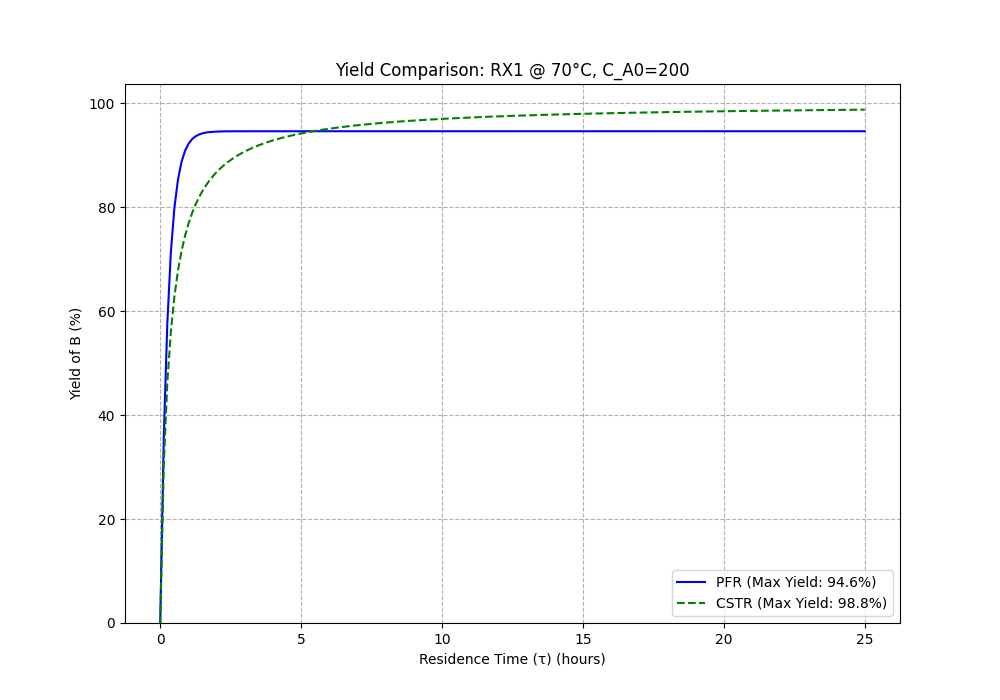 Yield Comparison: RX1 @ 70°C, C_A0=200
Yield of B (%)
100
80
60
40
20
0
0 5 10 15 20 25
Residence Time (τ) (hours)
PFR (Max Yield: 94.6%)
CSTR (Max Yield: 98.8%)